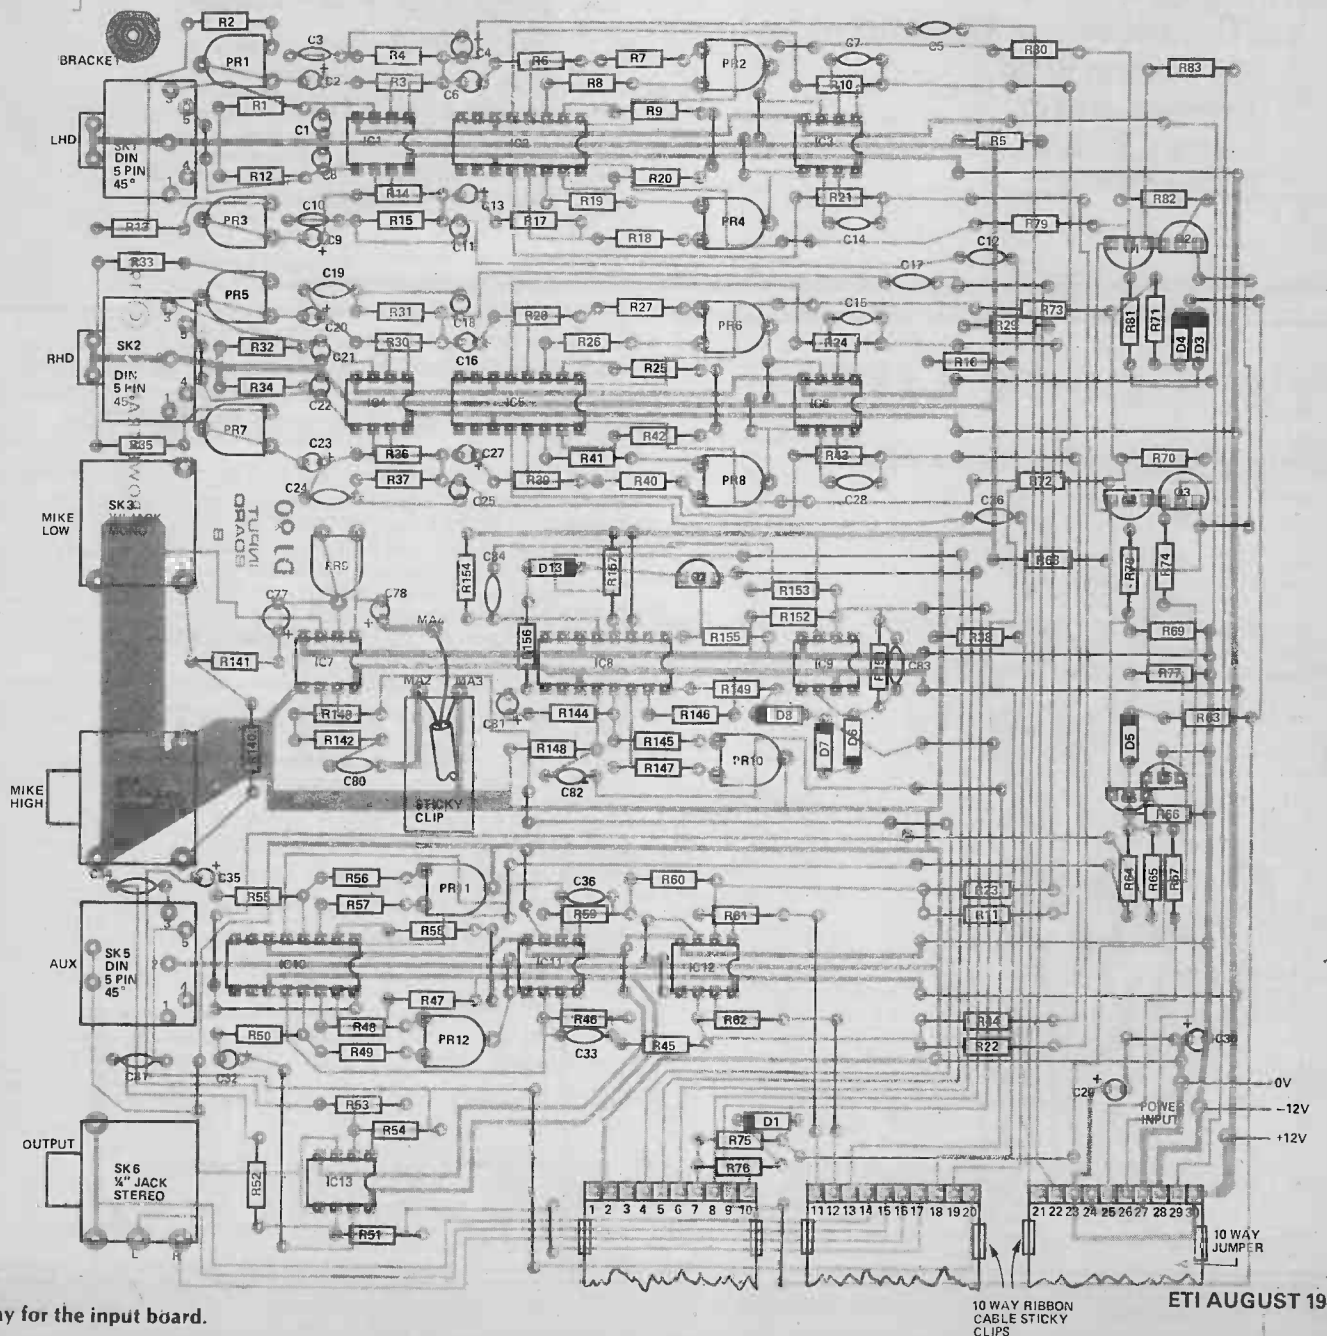 R2
C3
C4
R4
R6
R7
C7
C5
R80
BRACKET
PR1
C2
R3
C6
R8
PR2
R10
R83
R1
R9
LHD
C1
IC1
IC2
IC3
R5
SK1
DIN
5 PIN
45°
C8
R12
R14
C13
R20
R19
R21
R82
C10
PR3
R15
R17
PR4
C14
R79
C9
C11
R18
C12
R33
C19
C17
PR5
R31
C18
R28
R27
C15
R73
R81
R71
D4
D3
SK2
C20
PR6
R29
RHD
R32
C21
R30
C16
R26
R24
R16
DIN
5 PIN
45°
R34
R25
C22
IC4
IC5
IC6
PR7
R35
C23
R42
R36
C27
R41
R43
R70
C24
R37
R39
R40
PR8
C28
R72
Q3
C25
C26
SK3
MIKE
LOW
D190
INPUT
BOARD
R154
C84
D13
R157
R68
R74
R153
C77
C78
MA4
R152
R155
R38
R69
R141
IC7
IC8
IC9
C83
MA2
MA3
R149
R77
C81
R144
R146
D8
R63
R142
D7
D6
D5
R148
R145
R140
R147
PR10
C80
C82
MIKE
HIGH
STICKY
CLIP
R66
C35
R56
PR11
C36
R60
R64
R65
R67
R55
R57
R59
R61
R23
R11
R58
AUX
SK5
DIN
5 PIN
45°
IC10
IC11
IC12
R47
R50
R48
PR12
R46
R62
R84
R49
C33
R45
R22
C29
0V
POWER
INPUT
–12V
+12V
R53
R54
D1
R75
OUTPUT
R76
SK6
¼" JACK
STEREO
R52
IC13
1 2 3 4 5 6 7 8 9 10
11 12 13 14 15 16 17 18 19 20
21 22 23 24 25 26 27 28 29 30
R51
L R
10 WAY
JUMPER
10 WAY RIBBON
CABLE STICKY
CLIPS
ETI AUGUST 19
y for the input board.